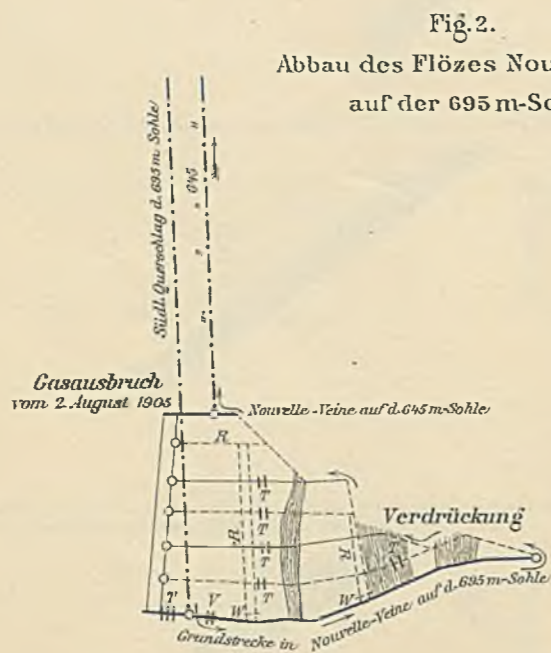 Fig. 2.
Abbau des Flözes Nou
auf der 695 m-So
Südl. Querschlag d. 695 m Sohle
" " " 645 "
Gasausbruch
vom 2. August 1905
Nouvelle-Veine auf d. 645 m-Sohle
R
R
T
T
T
T
R
T
Verdrückung
T
V
W
W
Grundstrecke in Nouvelle-Veine auf d. 695 m-Sohle